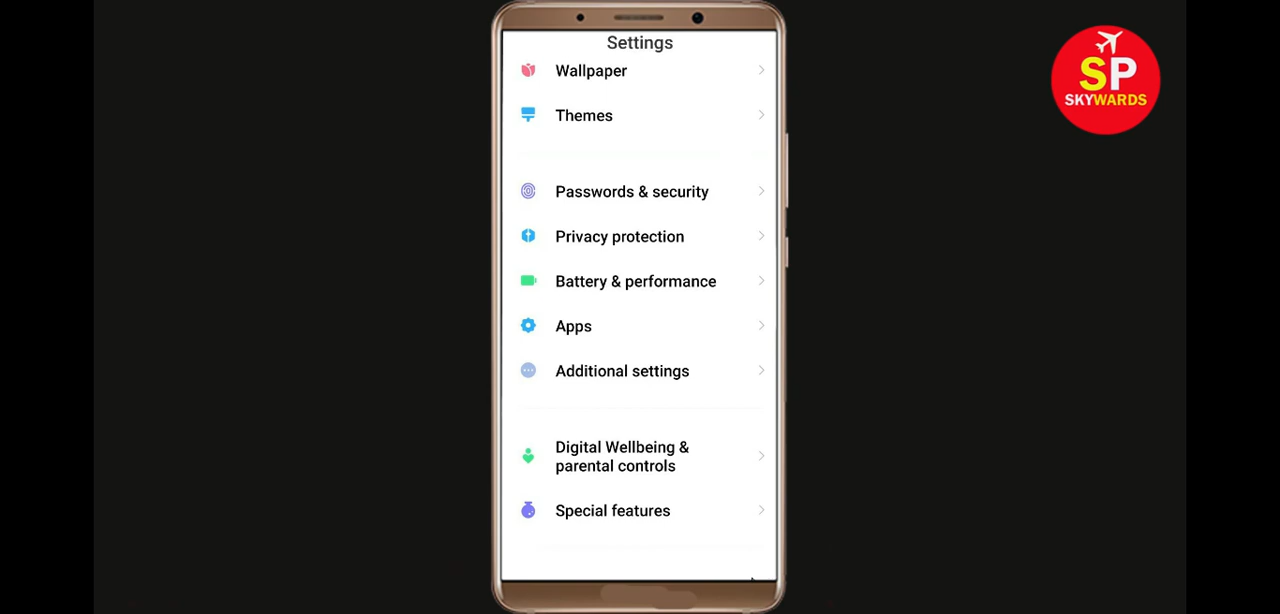 Settings
Wallpaper
Themes
Passwords & security
Privacy protection
Battery & performance
Apps
Additional settings
Digital Wellbeing &
parental controls
Special features
SP
SKYWARDS